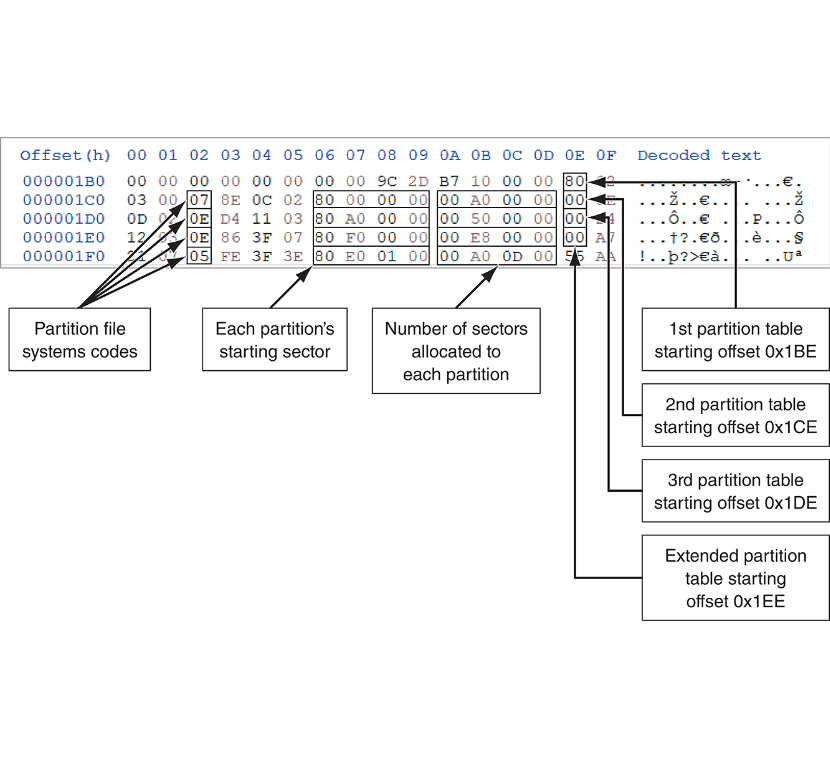 Offset(h) 00 01 02 03 04 05 06 07 08 09 0A 0B 0C 0D 0E 0F Decoded text
000001B0 00 00 00 00 00 00 00 00 9C 2D B7 10 00 00 80
000001C0 03 00 07 8E 0C 02 80 00 00 00 00 A0 00 00 00 ...Ž..€.... ...Ž
000001D0 0D D4 0E 11 03 80 A0 00 00 00 50 00 00 00 ...Ô..€ ...P...Ô
000001E0 12 0E 86 3F 07 80 F0 00 00 00 E8 00 00 00 A7 ...†?.€ð...è...§
000001F0 05 FE 3F 3E 80 E0 01 00 00 A0 0D 00 55 AA !..þ?>€à... ..Uª
Partition file
systems codes
Each partition's
starting sector
Number of sectors
allocated to
each partition
1st partition table
starting offset 0x1BE
2nd partition table
starting offset 0x1CE
3rd partition table
starting offset 0x1DE
Extended partition
table starting
offset 0x1EE